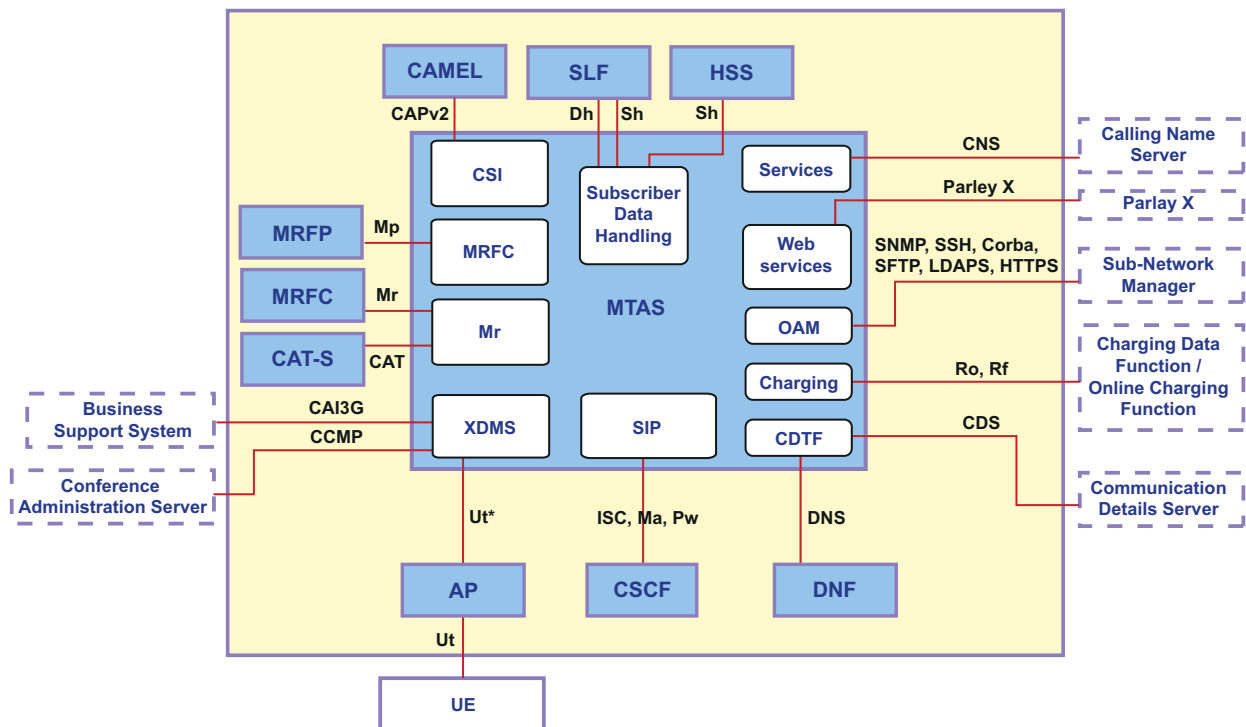 CAMEL
SLF
HSS
CAPv2
Dh
Sh
Sh
CSI
Subscriber
Data
Handling
Services
CNS
Calling Name
Server
Parley X
Parlay X
MRFP
Mp
MRFC
Web
services
SNMP, SSH, Corba,
SFTP, LDAPS, HTTPS
Sub-Network
Manager
MRFC
Mr
Mr
MTAS
OAM
CAT-S
CAT
Charging
Ro, Rf
Charging Data
Function /
Online Charging
Function
Business
Support System
CAI3G
CCMP
XDMS
SIP
CDTF
CDS
Conference
Administration Server
Communication
Details Server
Ut*
ISC, Ma, Pw
DNS
AP
CSCF
DNF
Ut
UE